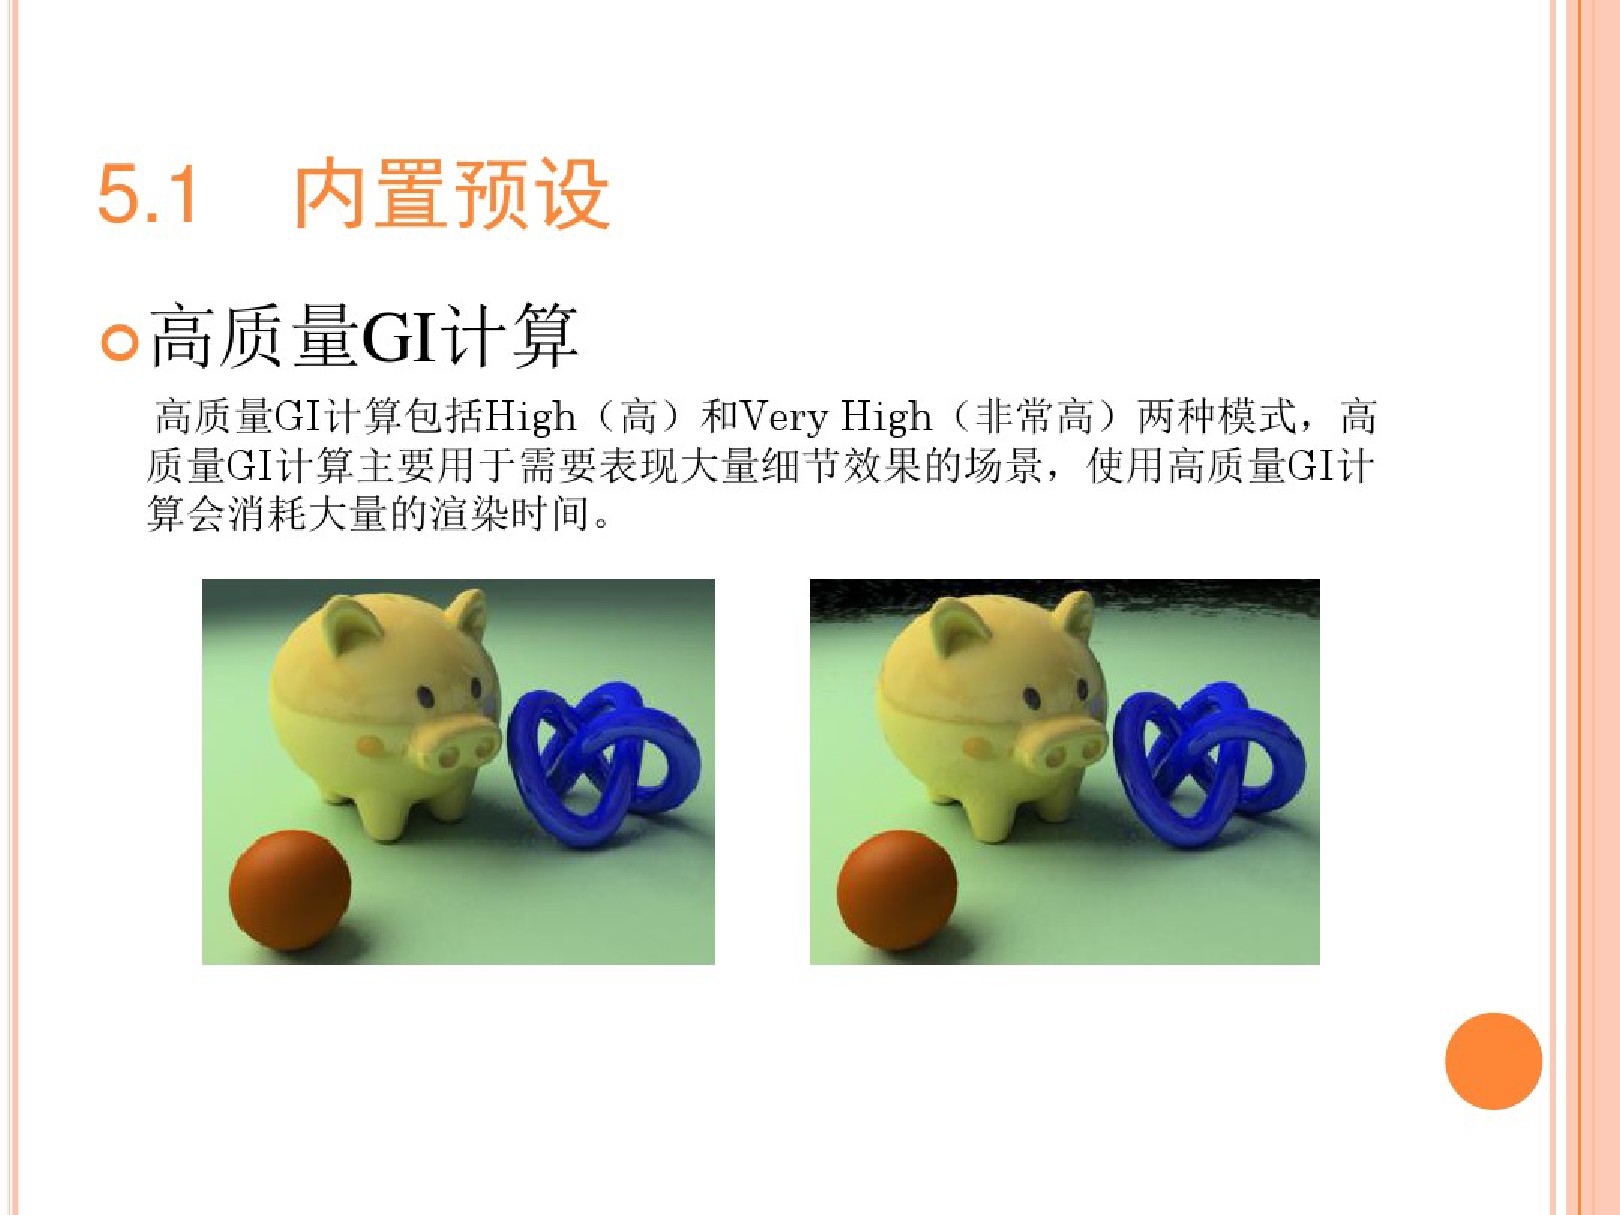 5.1 内置预设
高质量GI计算
高质量GI计算包括High（高）和Very High（非常高）两种模式，高
质量GI计算主要用于需要表现大量细节效果的场景，使用高质量GI计
算会消耗大量的渲染时间。